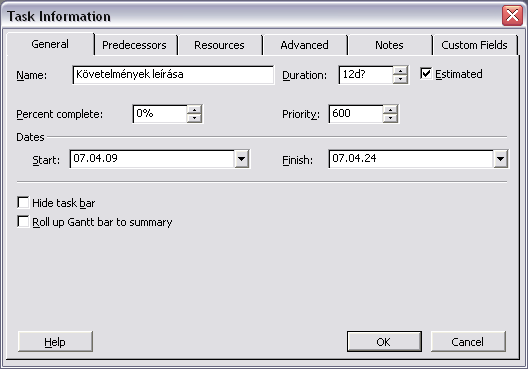 Task Information
General Predecessors Resources Advanced Notes Custom Fields
Name: Követelmények leírása Duration: 12d? Estimated
Percent complete: 0% Priority: 600
Dates
Start: 07.04.09 Finish: 07.04.24
Hide task bar
Roll up Gantt bar to summary
Help OK Cancel